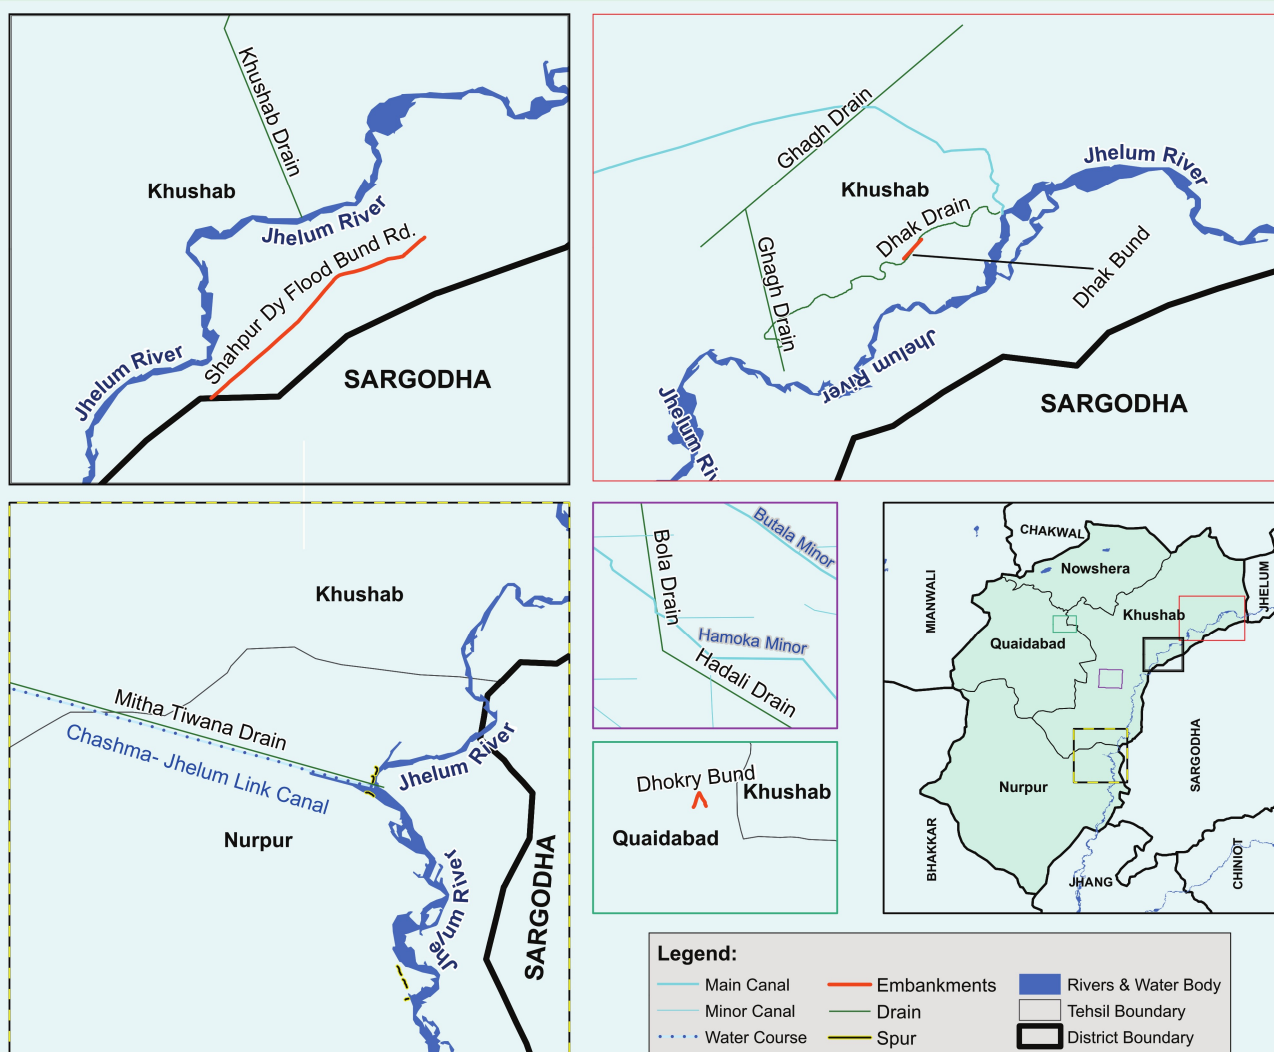 Khushab Drain
Khushab
Jhelum River
Shahpur Dy Flood Bund Rd.
Jhelum River
SARGODHA
Ghagh Drain
Jhelum River
Khushab
Dhak Drain
Ghagh Drain
Dhak Bund
Jhelum River
Jhelum Riv
SARGODHA
Khushab
Mitha Tiwana Drain
Chashma- Jhelum Link Canal
Jhelum River
Nurpur
Jhelum River
SARGODHA
Butala Minor
Bola Drain
Hamoka Minor
Hadali Drain
Dhokry Bund
Khushab
Quaidabad
CHAKWAL
Nowshera
MIANWALI
JHELUM
Khushab
Quaidabad
SARGODHA
Nurpur
BHAKKAR
JHANG
CHINIOT
Legend:
Main Canal
Embankments
Rivers & Water Body
Minor Canal
Drain
Tehsil Boundary
Water Course
Spur
District Boundary